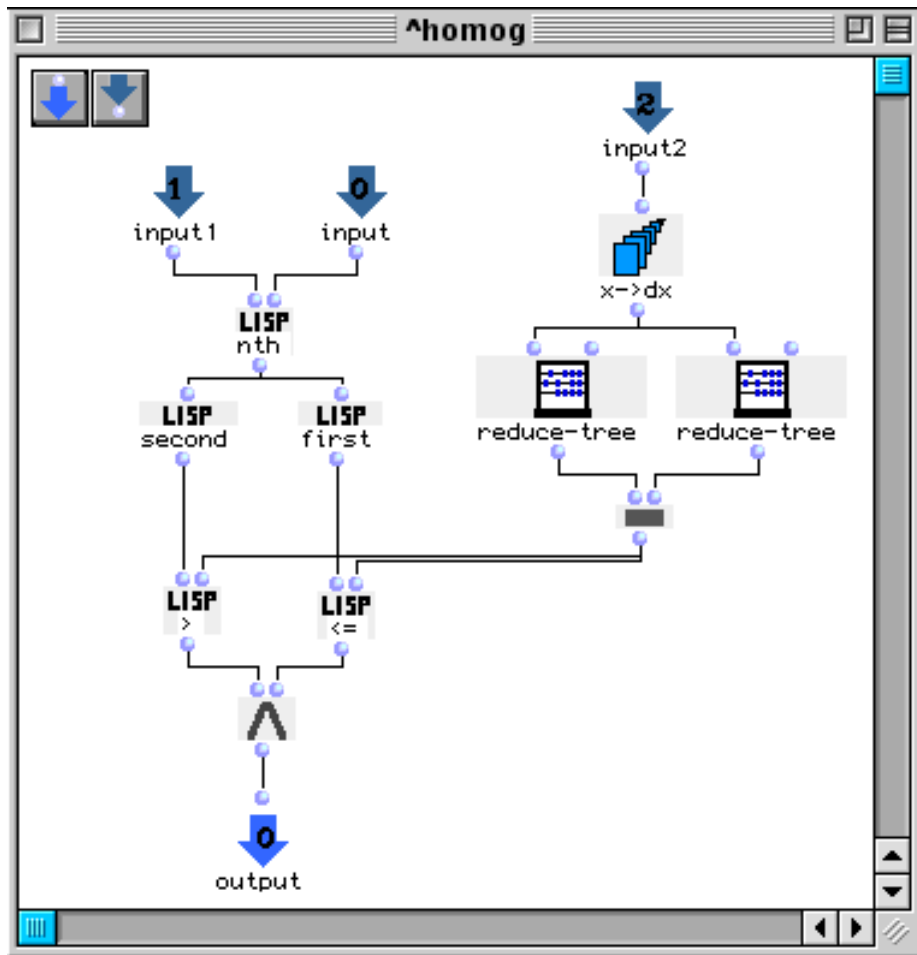 ^homog
2
input2
1
0
input1
input
x->dx
LISP
nth
LISP
second
LISP
first
reduce-tree
reduce-tree
LISP
>
LISP
<=
0
output